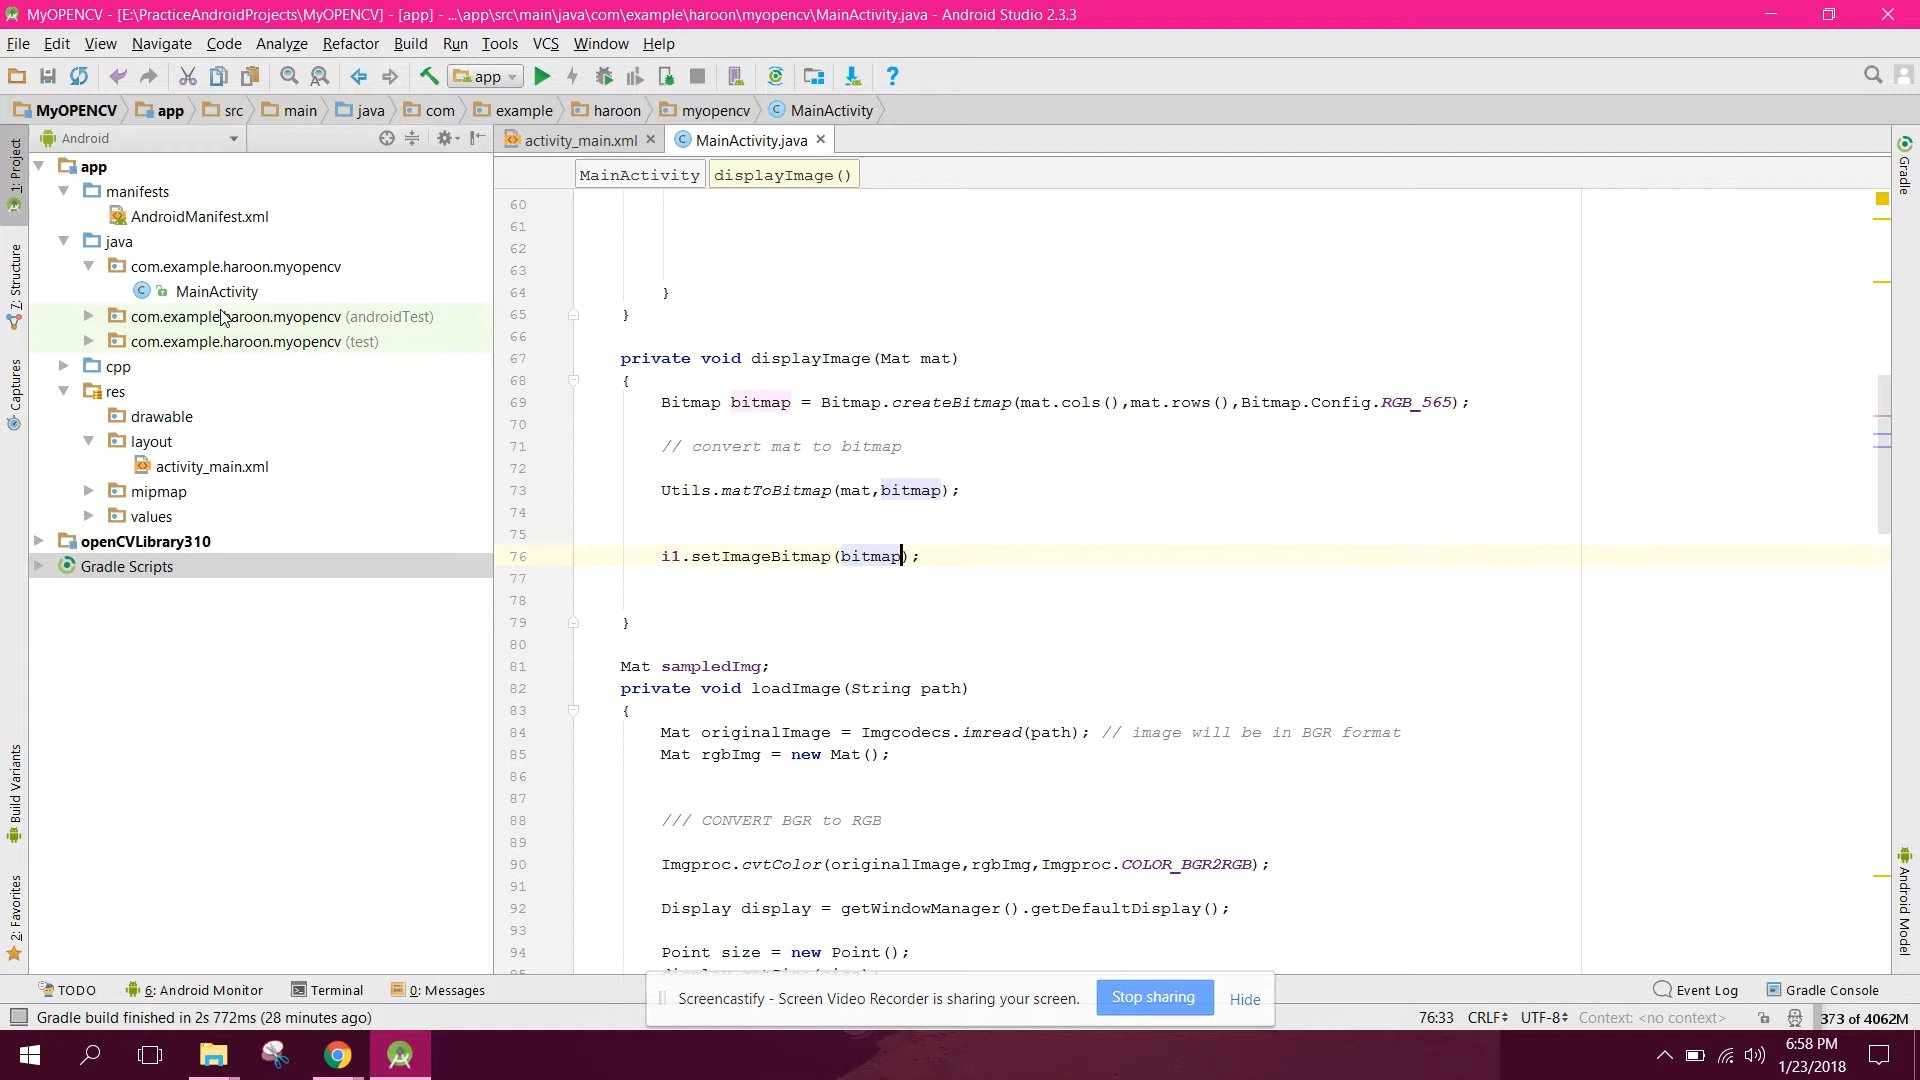 MyOPENCV - [E:\PracticeAndroidProjects\MyOPENCV] - [app] - ...\app\src\main\java\com\example\haroon\myopencv\MainActivity.java - Android Studio 2.3.3
File Edit View Navigate Code Analyze Refactor Build Run Tools VCS Window Help
app
MyOPENCV app src main java com example haroon myopencv MainActivity
Android
activity_main.xml MainActivity.java
MainActivity displayImage()
1: Project
7: Structure
Captures
Build Variants
2: Favorites
app
manifests
AndroidManifest.xml
java
com.example.haroon.myopencv
MainActivity
com.example.haroon.myopencv (androidTest)
com.example.haroon.myopencv (test)
cpp
res
drawable
layout
activity_main.xml
mipmap
values
openCVLibrary310
Gradle Scripts
60
61
62
63
64 }
65 }
66
67 private void displayImage(Mat mat)
68 {
69 Bitmap bitmap = Bitmap.createBitmap(mat.cols(),mat.rows(),Bitmap.Config.RGB_565);
70
71 // convert mat to bitmap
72
73 Utils.matToBitmap(mat,bitmap);
74
75
76 i1.setImageBitmap(bitmap);
77
78
79 }
80
81 Mat sampledImg;
82 private void loadImage(String path)
83 {
84 Mat originalImage = Imgcodecs.imread(path); // image will be in BGR format
85 Mat rgbImg = new Mat();
86
87
88 /// CONVERT BGR to RGB
89
90 Imgproc.cvtColor(originalImage,rgbImg,Imgproc.COLOR_BGR2RGB);
91
92 Display display = getWindowManager().getDefaultDisplay();
93
94 Point size = new Point();
Gradle
Android Model
TODO 6: Android Monitor Terminal 0: Messages
Screencastify - Screen Video Recorder is sharing your screen. Stop sharing Hide
Event Log Gradle Console
Gradle build finished in 2s 772ms (28 minutes ago)
76:33 CRLF UTF-8 Context: <no context> 373 of 4062M
6:58 PM
1/23/2018